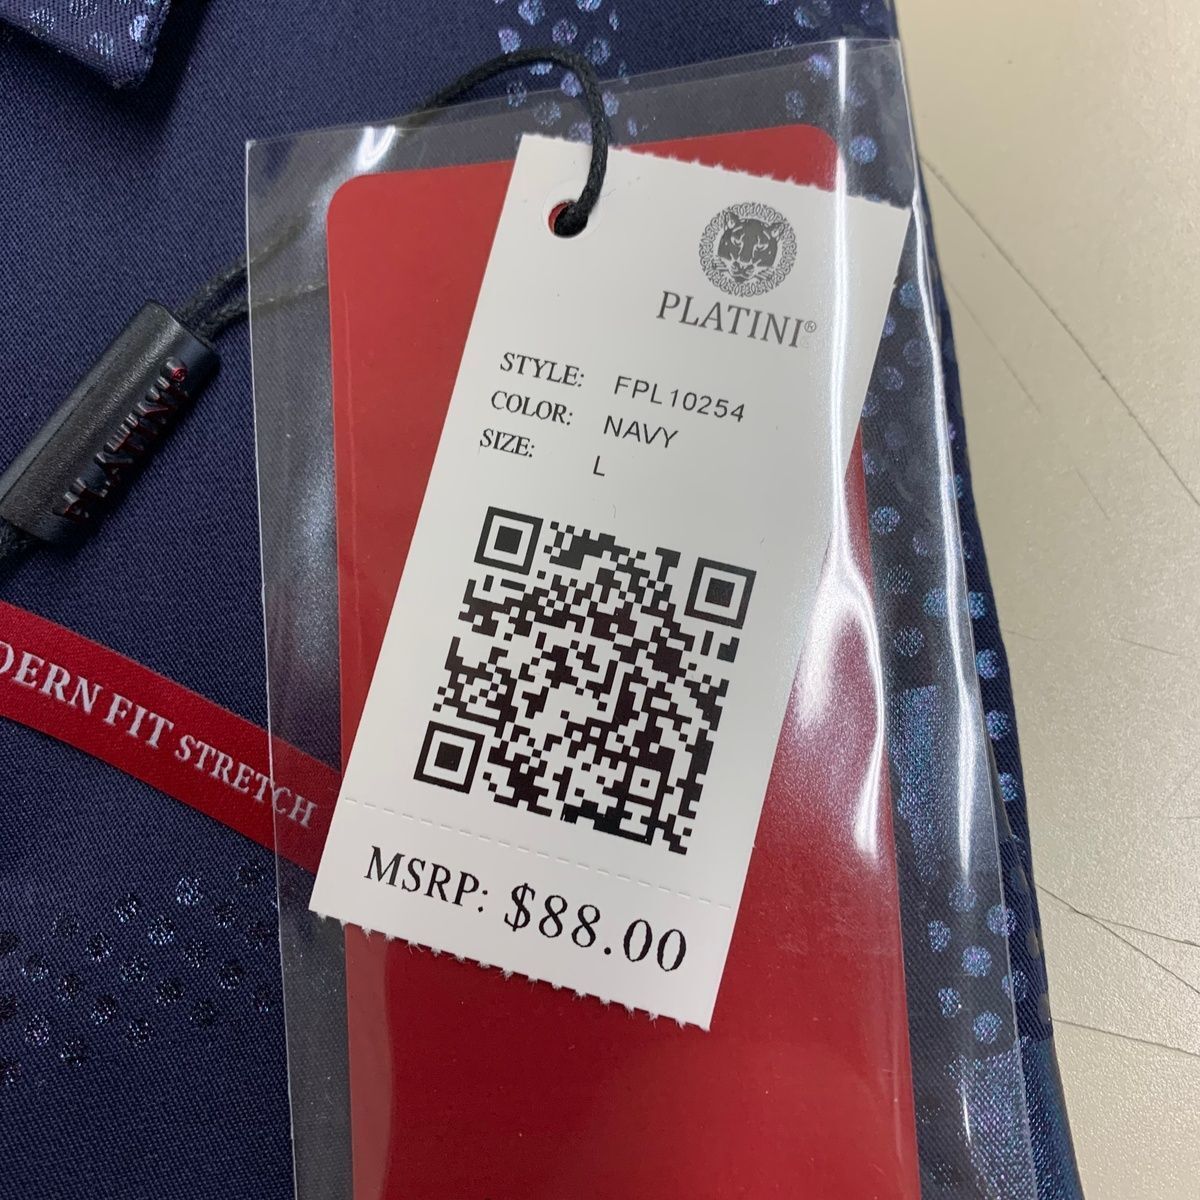 PLATINI®
STYLE: FPL10254
COLOR: NAVY
SIZE: L
PLATINI®
DERN FIT STRETCH
MSRP: $88.00